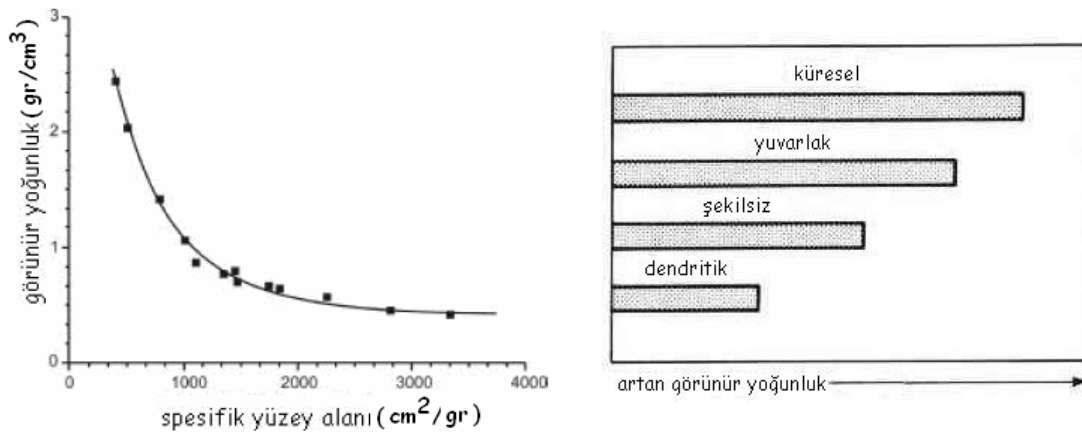 görünür yoğunluk (gr/cm³)
3
2
1
0
0 1000 2000 3000 4000
spesifik yüzey alanı (cm²/gr)
küresel
yuvarlak
şekilsiz
dendritik
artan görünür yoğunluk